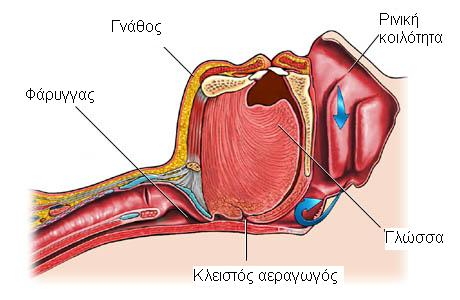 Γνάθος
Ρινική
κοιλότητα
Φάρυγγας
Γλώσσα
Κλειστός αεραγωγός